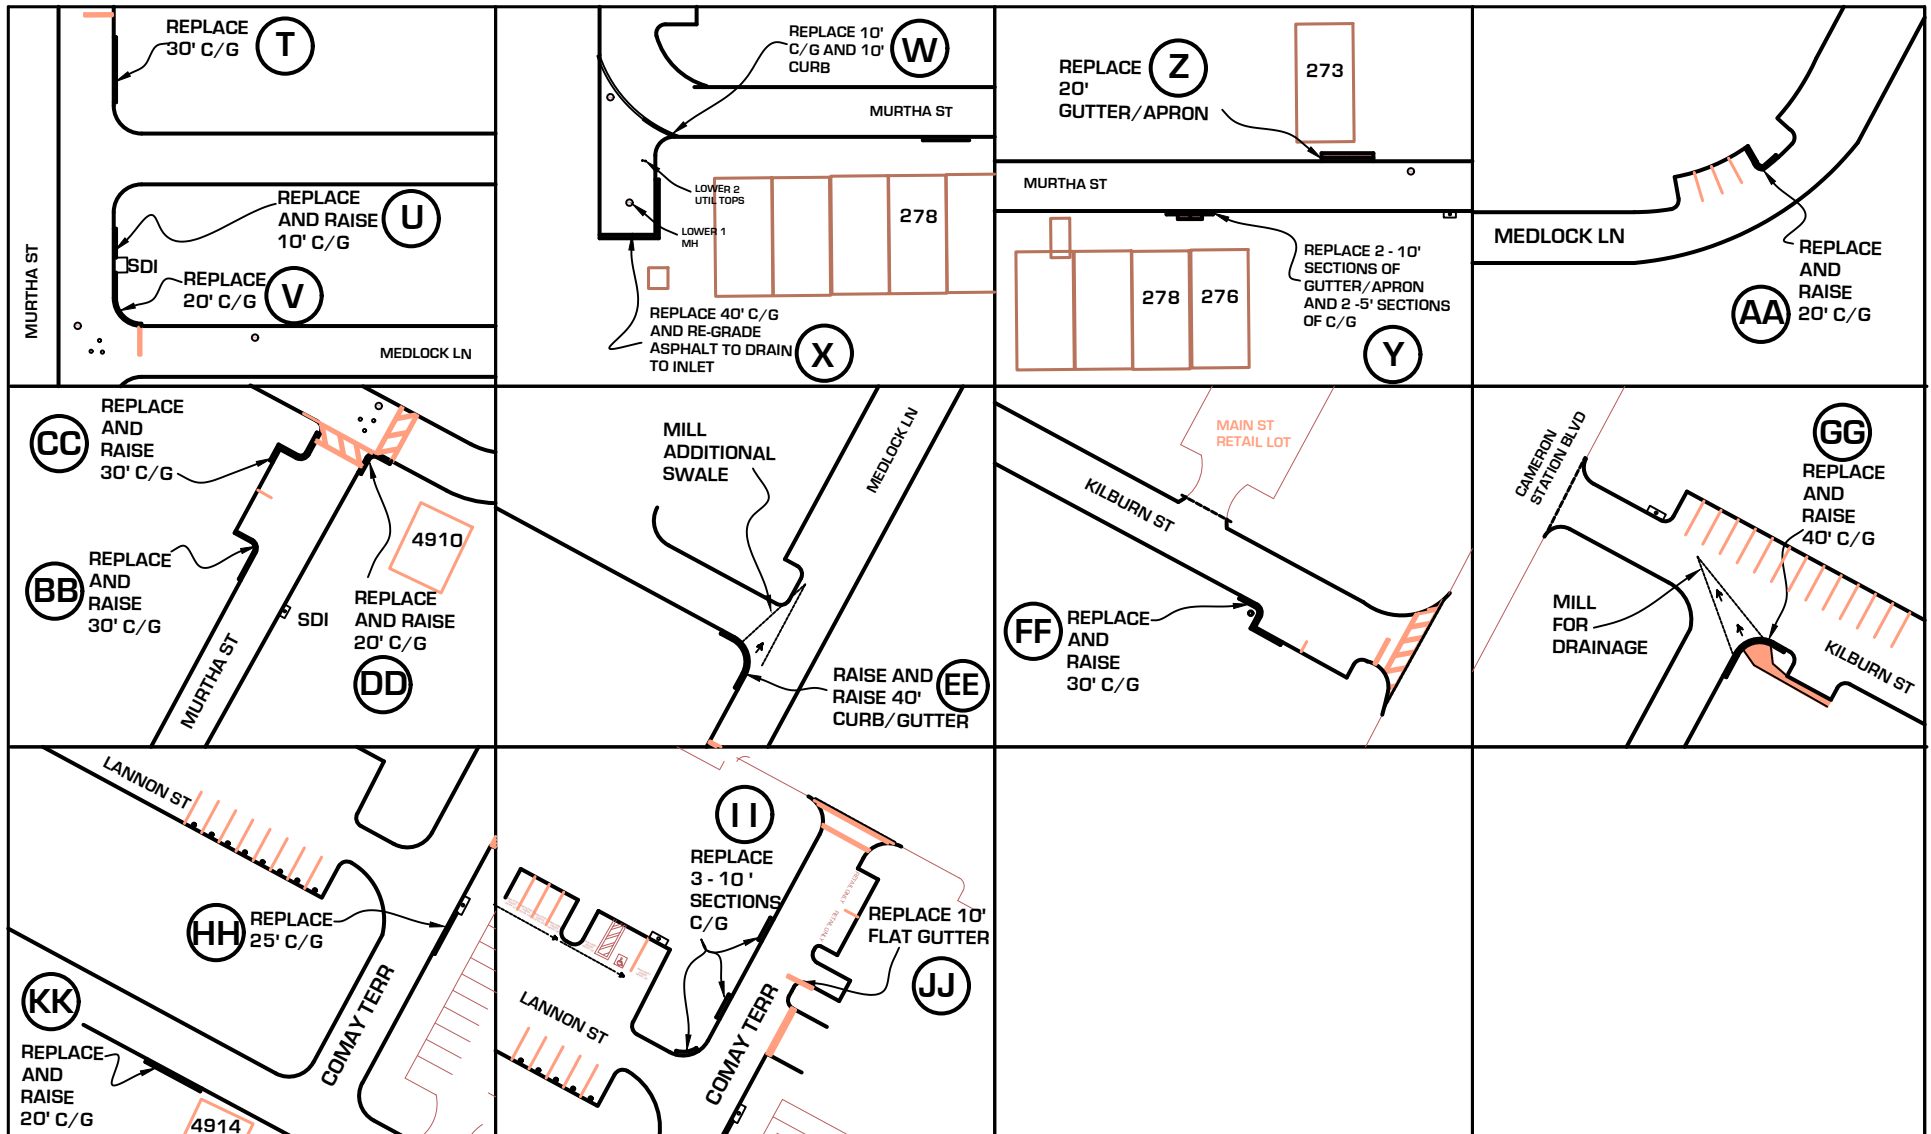 REPLACE
30' C/G
T
MURTHA ST
REPLACE
AND RAISE
10' C/G
U
SDI
REPLACE
20' C/G
V
MEDLOCK LN
REPLACE 10'
C/G AND 10'
CURB
W
MURTHA ST
LOWER 2
UTIL TOPS
LOWER 1
MH
278
REPLACE 40' C/G
AND RE-GRADE
ASPHALT TO DRAIN
TO INLET
X
REPLACE
20'
GUTTER/APRON
Z
273
MURTHA ST
278
276
REPLACE 2 - 10'
SECTIONS OF
GUTTER/APRON
AND 2 -5' SECTIONS
OF C/G
Y
MEDLOCK LN
REPLACE
AND
RAISE
20' C/G
AA
CC
REPLACE
AND
RAISE
30' C/G
BB
REPLACE
AND
RAISE
30' C/G
4910
SDI
MURTHA ST
REPLACE
AND RAISE
20' C/G
DD
MILL
ADDITIONAL
SWALE
MEDLOCK LN
RAISE AND
RAISE 40'
CURB/GUTTER
EE
MAIN ST
RETAIL LOT
KILBURN ST
FF
REPLACE
AND
RAISE
30' C/G
CAMERON
STATION BLVD
GG
REPLACE
AND
RAISE
40' C/G
MILL
FOR
DRAINAGE
KILBURN ST
LANNON ST
HH
REPLACE
25' C/G
COMAY TERR
KK
REPLACE
AND
RAISE
20' C/G
4914
II
REPLACE
3 - 10 '
SECTIONS
C/G
RETAIL ONLY
RETAIL ONLY
REPLACE 10'
FLAT GUTTER
JJ
LANNON ST
COMAY TERR